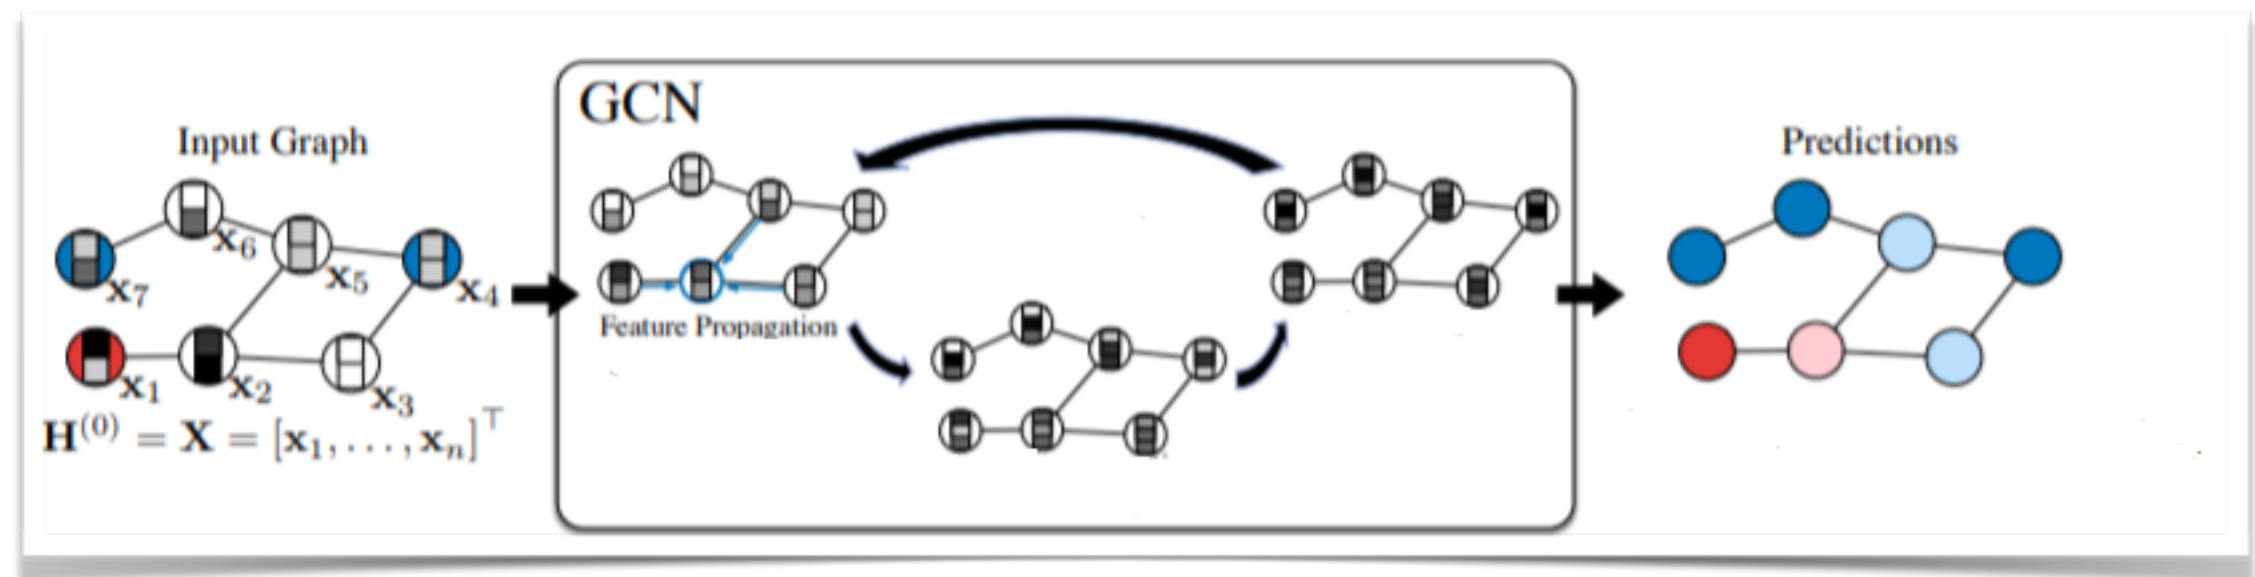 GCN
Input Graph
Predictions
x6
x5
x7
x4
Feature Propagation
x1
x2
x3
H^(0) = X = [x1, . . . , xn]^⊤